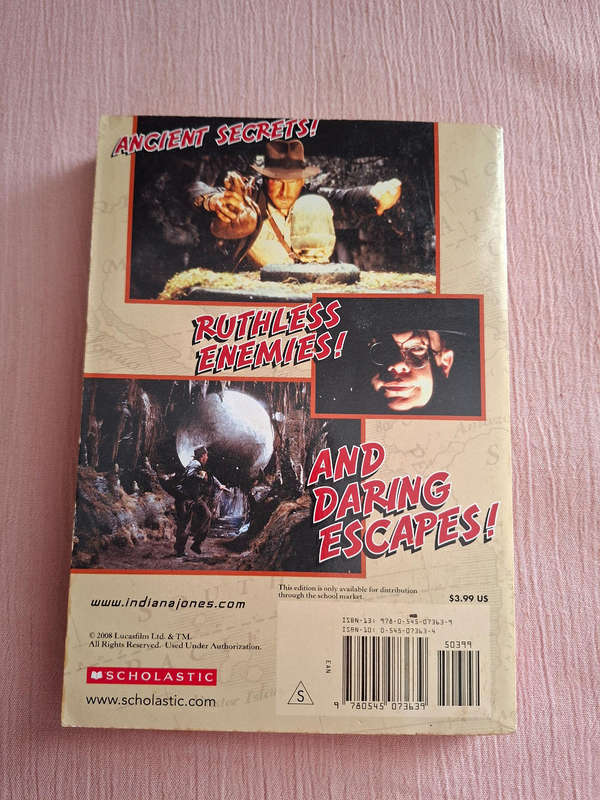 ANCIENT SECRETS!
RUTHLESS
ENEMIES!
AND
DARING
ESCAPES!
www.indianajones.com
This edition is only available for distribution
through the school market.
$3.99 US
© 2008 Lucasfilm Ltd. & TM.
All Rights Reserved. Used Under Authorization.
SCHOLASTIC
www.scholastic.com
ISBN-13: 978-0-545-07363-9
ISBN-10: 0-545-07363-4
50399
EAN
S
9 780545 073639